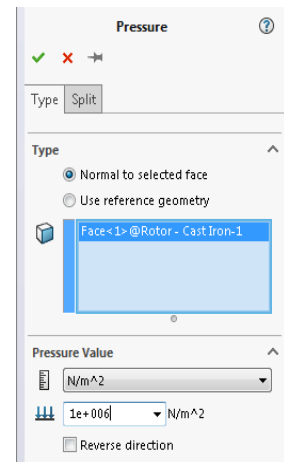 Pressure
Type Split
Type
Normal to selected face
Use reference geometry
Face<1>@Rotor - Cast Iron-1
Pressure Value
N/m^2
1e+006 N/m^2
Reverse direction